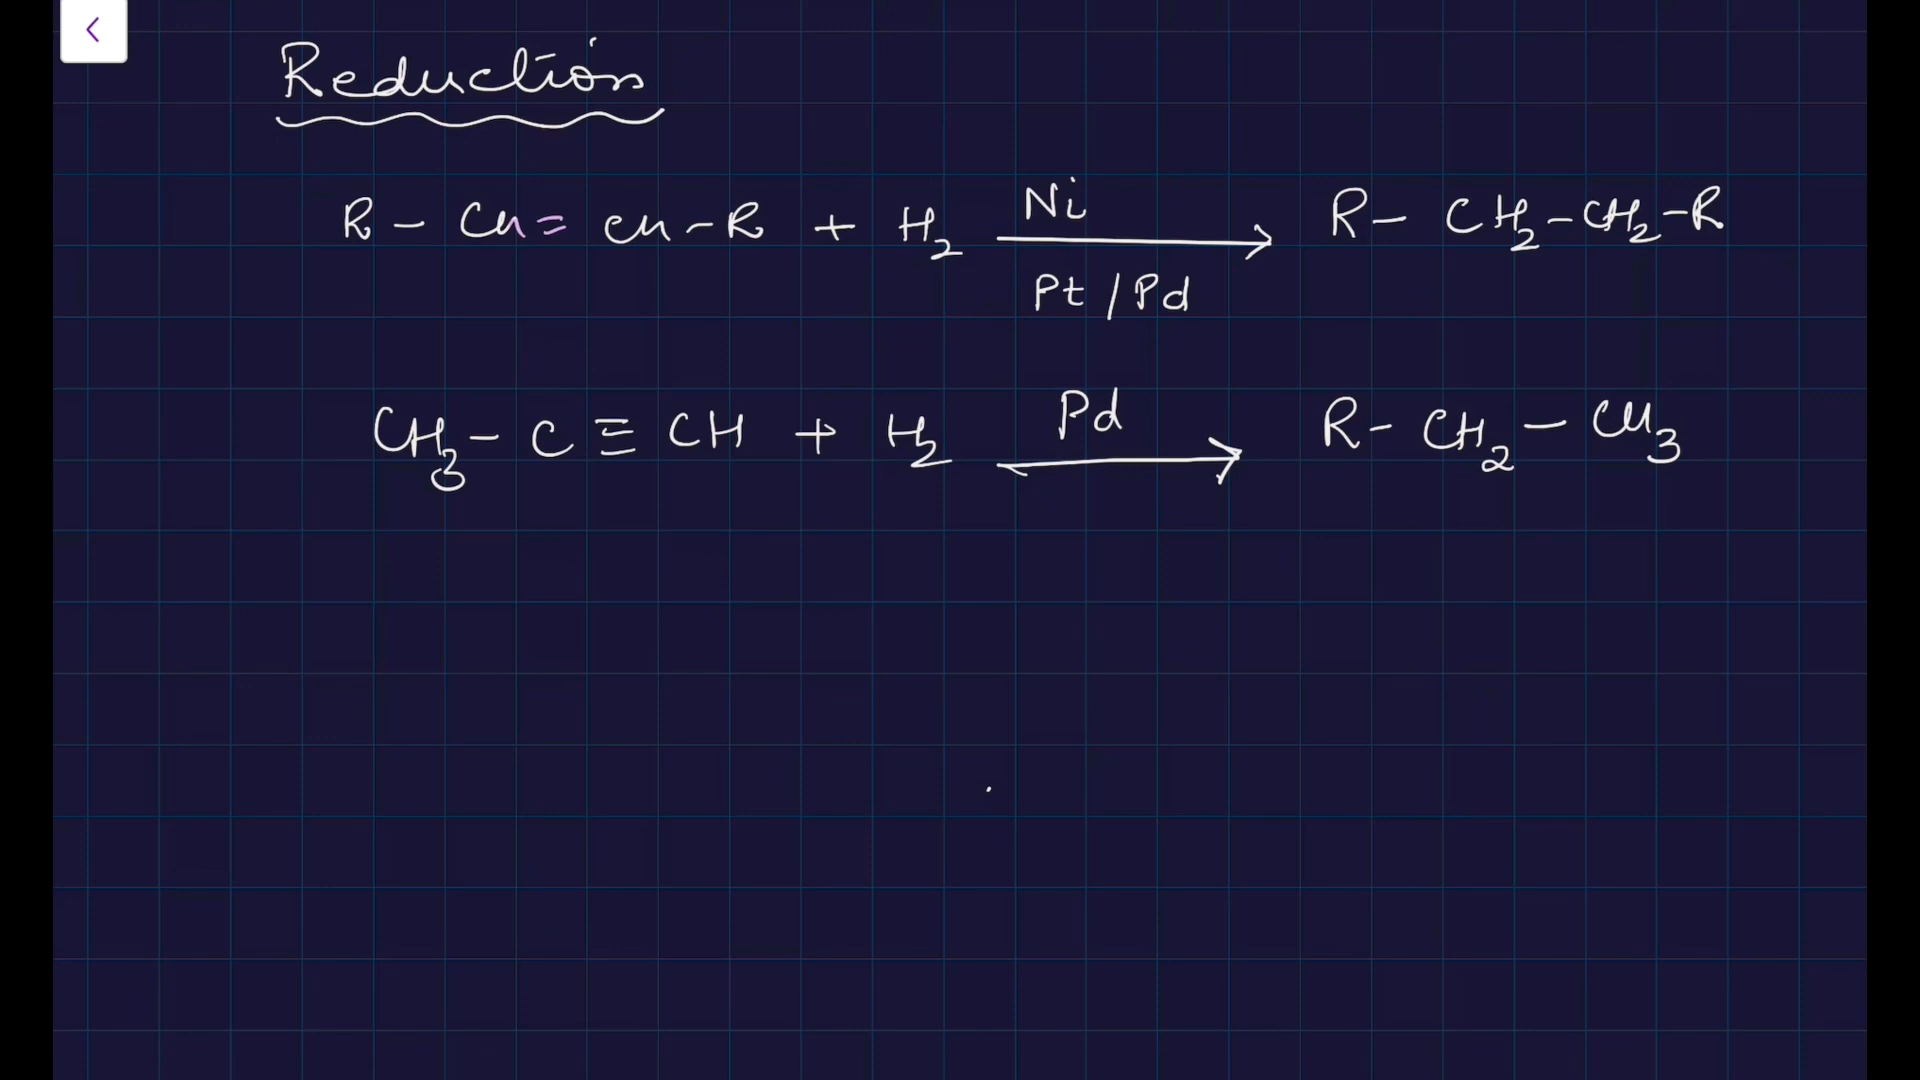 Reduction
R - CH = CH - R + H₂ Ni Pt / Pd → R - CH₂ - CH₂ - R
CH₃ - C ≡ CH + H₂ Pd → R - CH₂ - CH₃